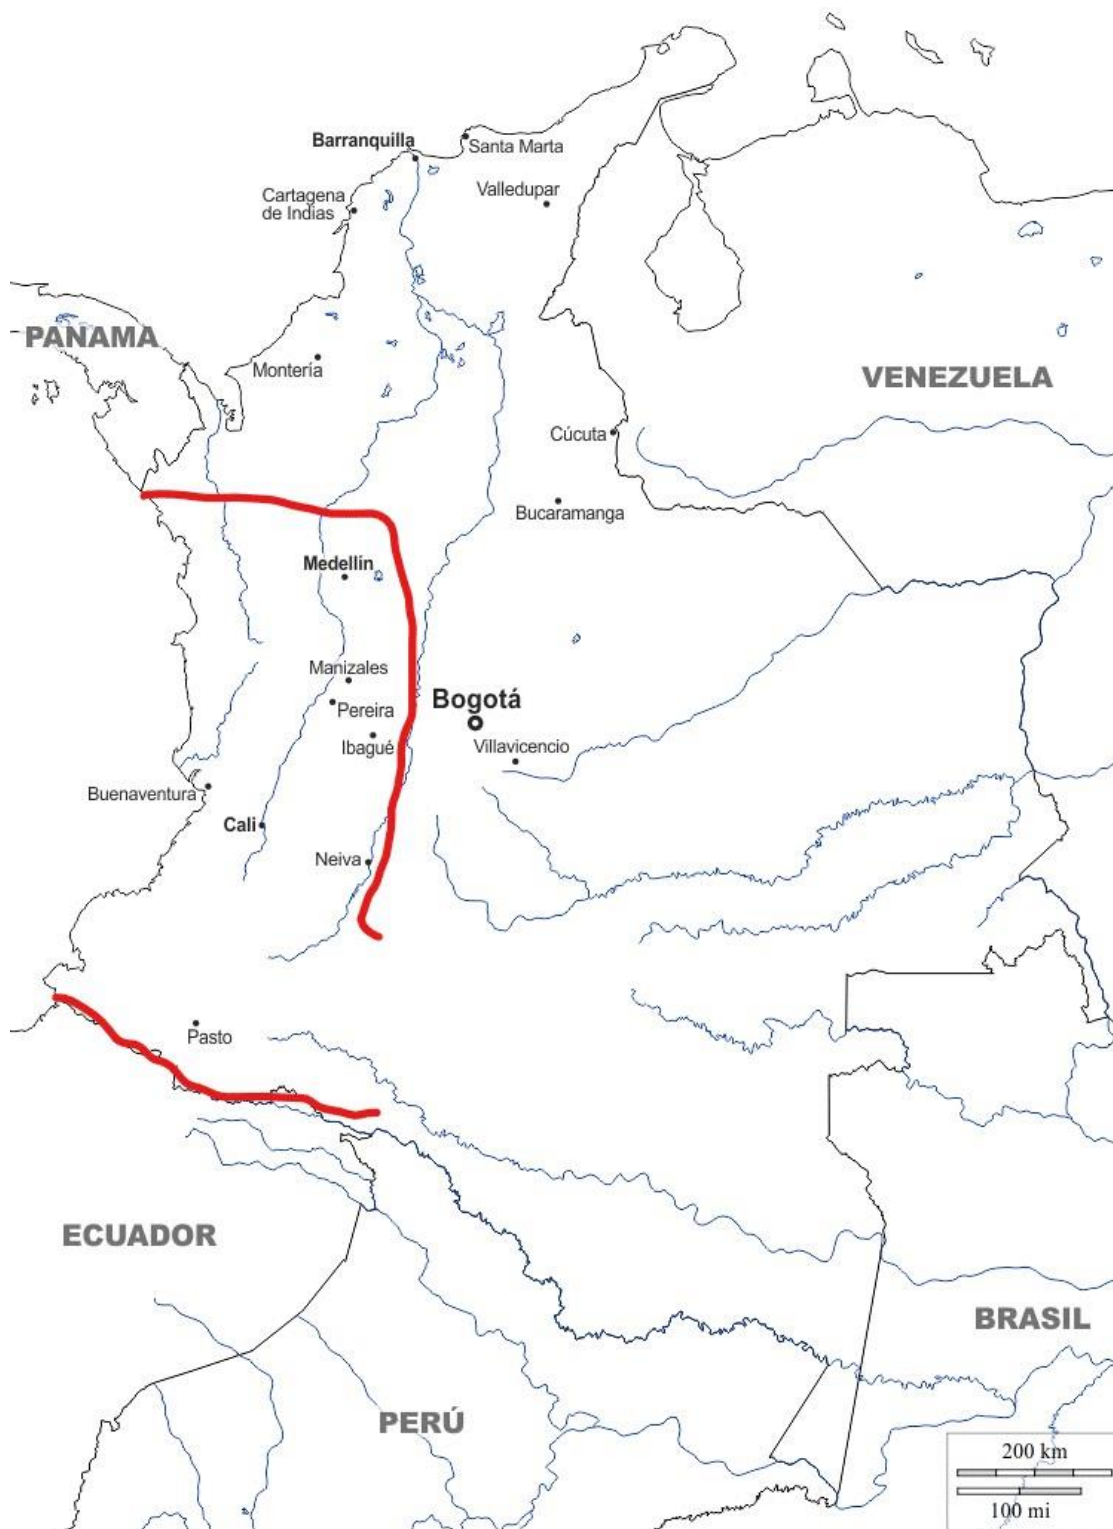 Barranquilla
Santa Marta
Cartagena
de Indias
Valledupar
PANAMA
Montería
VENEZUELA
Cúcuta
Bucaramanga
Medellín
Manizales
Bogotá
Pereira
Ibagué
Villavicencio
Buenaventura
Cali
Neiva
Pasto
ECUADOR
BRASIL
PERÚ
200 km
100 mi